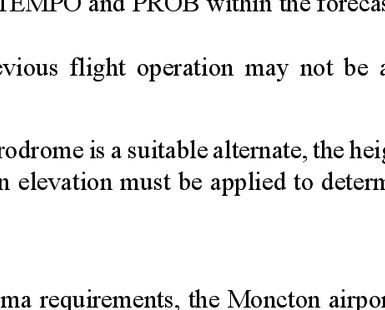 TEMPO and PROB within the forecas
evious flight operation may not be a
rodrome is a suitable alternate, the heig
n elevation must be applied to determ
ma requirements, the Moncton airpor